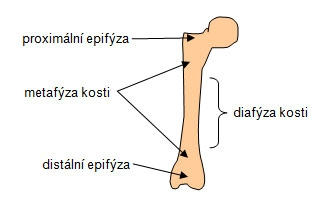 proximální epifýza
metafýza kosti
diafýza kosti
distální epifýza